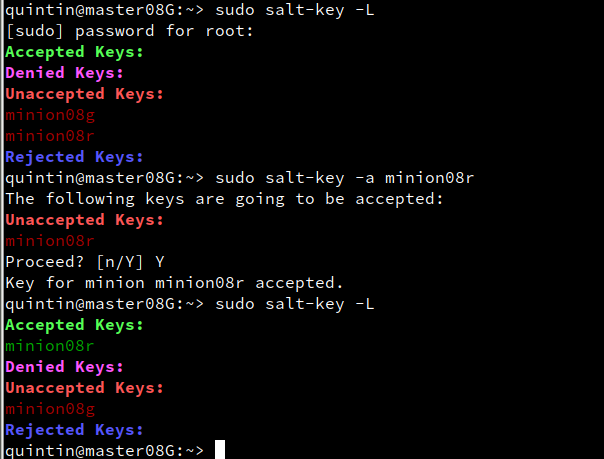 quintin@master08G:~> sudo salt-key -L
[sudo] password for root:
Accepted Keys:
Denied Keys:
Unaccepted Keys:
minion08g
minion08r
Rejected Keys:
quintin@master08G:~> sudo salt-key -a minion08r
The following keys are going to be accepted:
Unaccepted Keys:
minion08r
Proceed? [n/Y] Y
Key for minion minion08r accepted.
quintin@master08G:~> sudo salt-key -L
Accepted Keys:
minion08r
Denied Keys:
Unaccepted Keys:
minion08g
Rejected Keys:
quintin@master08G:~>